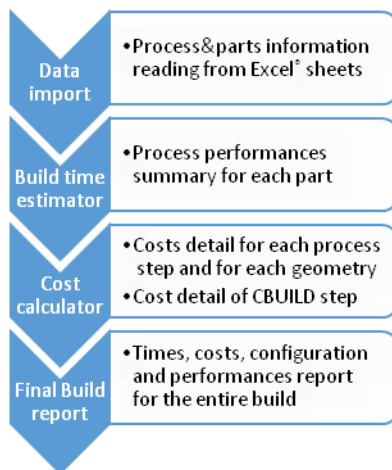 Data
import
•Process&parts information
reading from Excel® sheets
Build time
estimator
•Process performances
summary for each part
Cost
calculator
•Costs detail for each process
step and for each geometry
•Cost detail of CBUILD step
Final Build
report
•Times, costs, configuration
and performances report
for the entire build